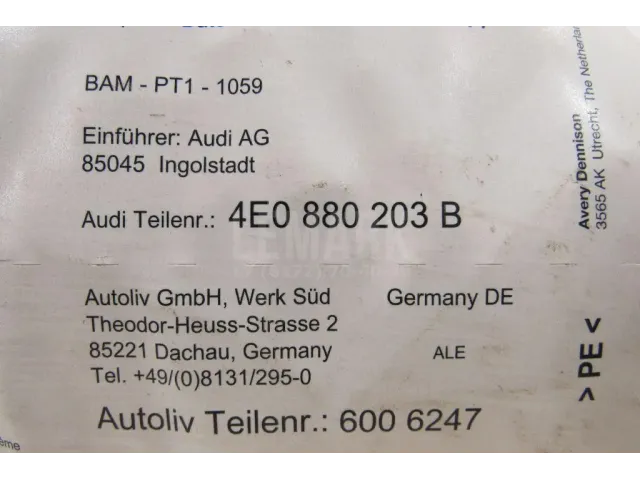 BAM - PT1 - 1059
Einführer: Audi AG
85045 Ingolstadt
Audi Teilenr.: 4E0 880 203 B
Autoliv GmbH, Werk Süd Germany DE
Theodor-Heuss-Strasse 2
85221 Dachau, Germany ALE
Tel. +49/(0)8131/295-0
Autoliv Teilenr.: 600 6247
Avery Dennison
3565 AK Utrecht, The Netherlan
> PE <